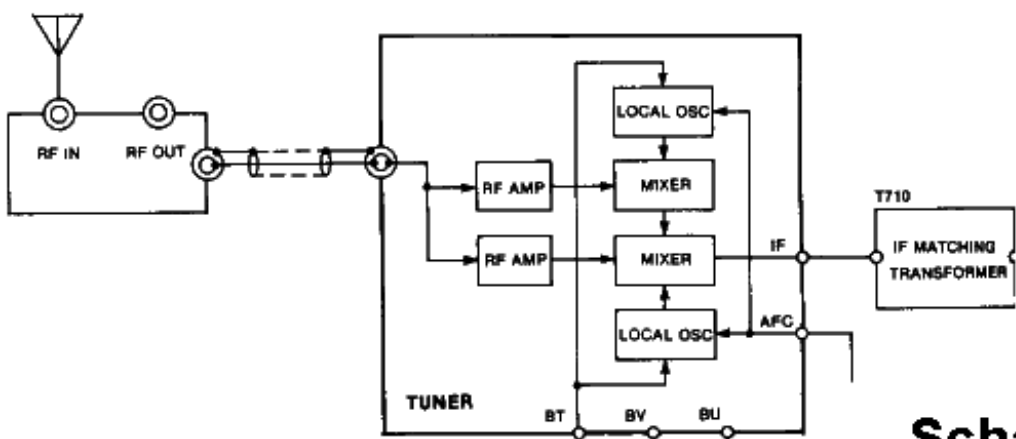 RF IN
RF OUT
LOCAL OSC
RF AMP
MIXER
RF AMP
MIXER
IF
T710
IF MATCHING
TRANSFORMER
LOCAL OSC
AFC
TUNER
BT
BV
BU